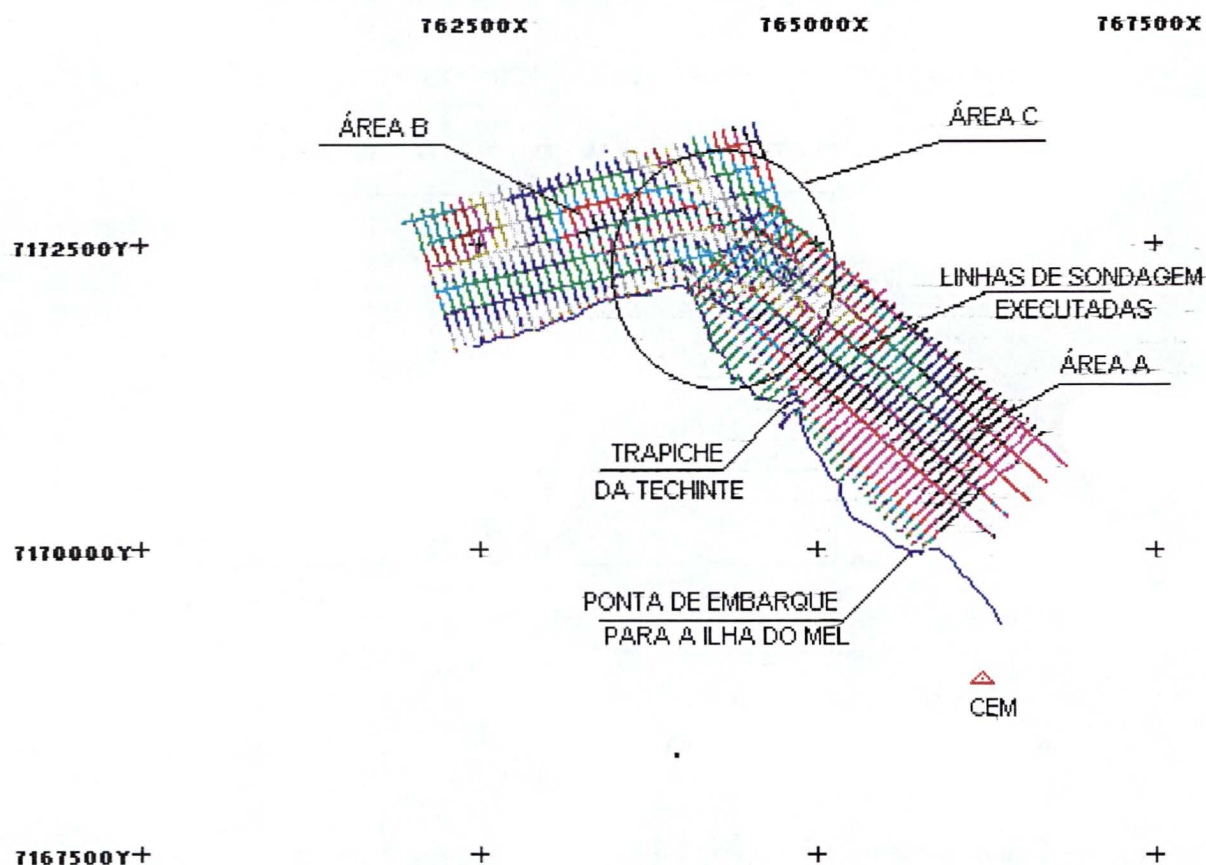 762500X 765000X 767500X
ÁREA B
ÁREA C
7172500Y
LINHAS DE SONDAGEM
EXECUTADAS
ÁREA A
TRAPICHE
DA TECHINTE
7170000Y
PONTA DE EMBARQUE
PARA A ILHA DO MEL
CEM
7167500Y